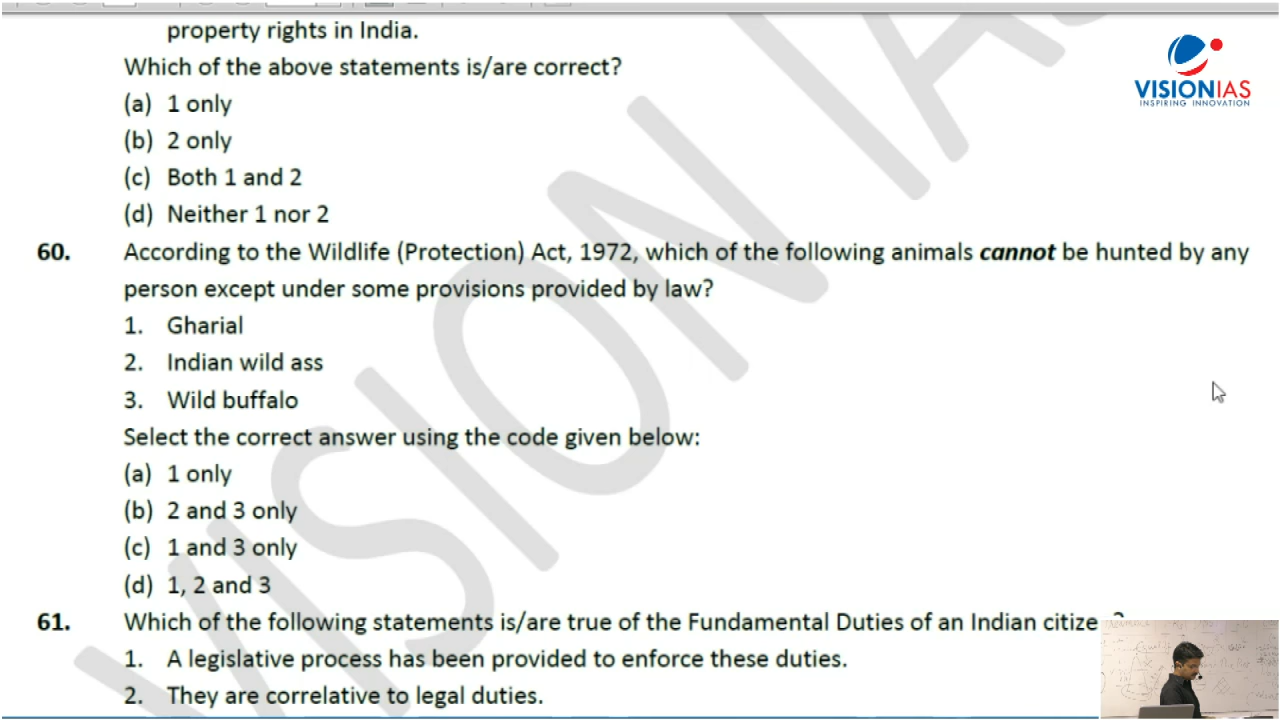 property rights in India.
Which of the above statements is/are correct?
(a) 1 only
(b) 2 only
(c) Both 1 and 2
(d) Neither 1 nor 2
VISIONIAS
INSPIRING INNOVATION
60. According to the Wildlife (Protection) Act, 1972, which of the following animals cannot be hunted by any
person except under some provisions provided by law?
1. Gharial
2. Indian wild ass
3. Wild buffalo
Select the correct answer using the code given below:
(a) 1 only
(b) 2 and 3 only
(c) 1 and 3 only
(d) 1, 2 and 3
61. Which of the following statements is/are true of the Fundamental Duties of an Indian
1. A legislative process has been provided to enforce these duties.
2. They are correlative to legal duties.
VISION IAS